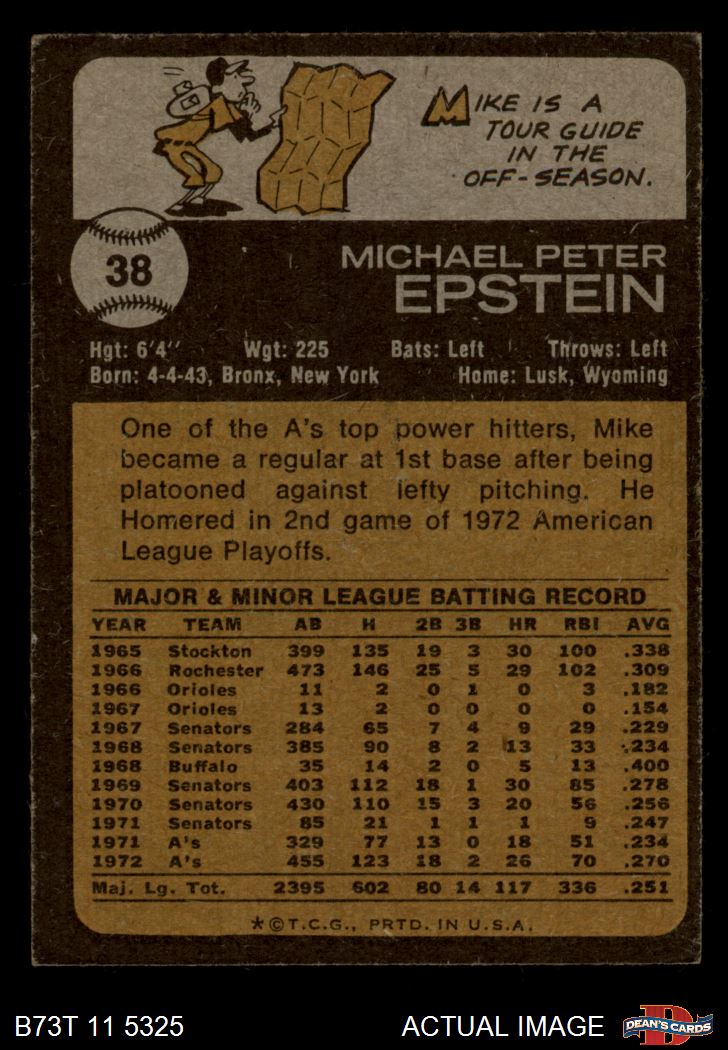 MIKE IS A
TOUR GUIDE
IN THE
OFF-SEASON.
38
MICHAEL PETER
EPSTEIN
Hgt: 6'4" Wgt: 225 Bats: Left Throws: Left
Born: 4-4-43, Bronx, New York Home: Lusk, Wyoming
One of the A's top power hitters, Mike
became a regular at 1st base after being
platooned against lefty pitching. He
Homered in 2nd game of 1972 American
League Playoffs.
MAJOR & MINOR LEAGUE BATTING RECORD
YEAR TEAM AB H 2B 3B HR RBI AVG
1965 Stockton 399 135 19 3 30 100 .338
1966 Rochester 473 146 25 5 29 102 .309
1966 Orioles 11 2 0 1 0 3 .182
1967 Orioles 13 2 0 0 0 0 .154
1967 Senators 284 65 7 4 9 29 .229
1968 Senators 385 90 8 2 13 33 .234
1968 Buffalo 35 14 2 0 5 13 .400
1969 Senators 403 112 18 1 30 85 .278
1970 Senators 430 110 15 3 20 56 .256
1971 Senators 85 21 1 1 1 9 .247
1971 A's 329 77 13 0 18 51 .234
1972 A's 455 123 18 2 26 70 .270
Maj. Lg. Tot. 2395 602 80 14 117 336 .251
*©T.C.G., PRTD. IN U.S.A.
B73T 11 5325 ACTUAL IMAGE
D
DEAN'S CARDS